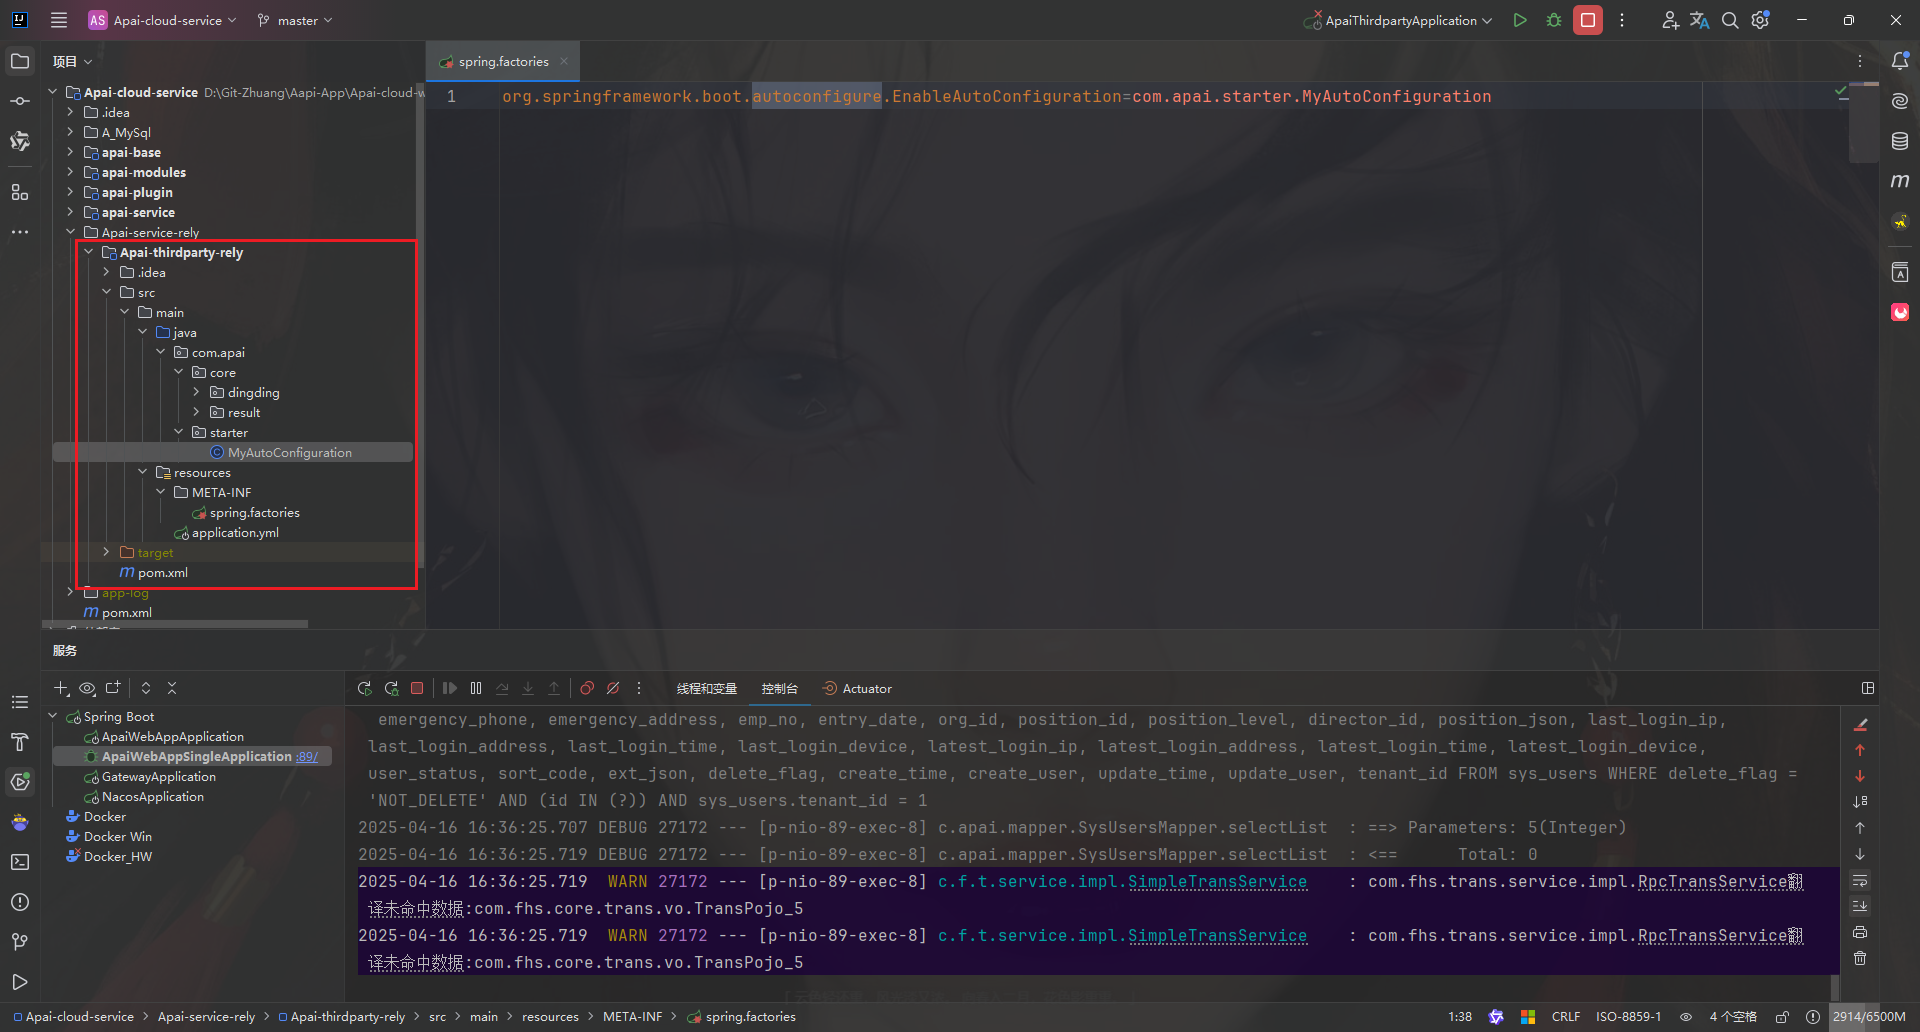 AS Apai-cloud-service master ApaiThirdpartyApplication
项目
spring.factories
Apai-cloud-service D:\Git-Zhuang\Aapi-App\Apai-cloud-w
.idea
A_MySql
apai-base
apai-modules
apai-plugin
apai-service
Apai-service-rely
Apai-thirdparty-rely
.idea
src
main
java
com.apai
core
dingding
result
starter
MyAutoConfiguration
resources
META-INF
spring.factories
application.yml
target
pom.xml
app-log
pom.xml
1 org.springframework.boot.autoconfigure.EnableAutoConfiguration=com.apai.starter.MyAutoConfiguration
服务
线程和变量 控制台 Actuator
Spring Boot
ApaiWebAppApplication
ApaiWebAppSingleApplication :89/
GatewayApplication
NacosApplication
Docker
Docker Win
Docker_HW
emergency_phone, emergency_address, emp_no, entry_date, org_id, position_id, position_level, director_id, position_json, last_login_ip,
last_login_address, last_login_time, last_login_device, latest_login_ip, latest_login_address, latest_login_time, latest_login_device,
user_status, sort_code, ext_json, delete_flag, create_time, create_user, update_time, update_user, tenant_id FROM sys_users WHERE delete_flag =
'NOT_DELETE' AND (id IN (?)) AND sys_users.tenant_id = 1
2025-04-16 16:36:25.707 DEBUG 27172 --- [p-nio-89-exec-8] c.apai.mapper.SysUsersMapper.selectList : ==> Parameters: 5(Integer)
2025-04-16 16:36:25.719 DEBUG 27172 --- [p-nio-89-exec-8] c.apai.mapper.SysUsersMapper.selectList : <== Total: 0
2025-04-16 16:36:25.719 WARN 27172 --- [p-nio-89-exec-8] c.f.t.service.impl.SimpleTransService : com.fhs.trans.service.impl.RpcTransService翻
译未命中数据:com.fhs.core.trans.vo.TransPojo_5
2025-04-16 16:36:25.719 WARN 27172 --- [p-nio-89-exec-8] c.f.t.service.impl.SimpleTransService : com.fhs.trans.service.impl.RpcTransService翻
译未命中数据:com.fhs.core.trans.vo.TransPojo_5
Apai-cloud-service > Apai-service-rely > Apai-thirdparty-rely > src > main > resources > META-INF > spring.factories 1:38 CRLF ISO-8859-1 4 个空格 2914/6500M